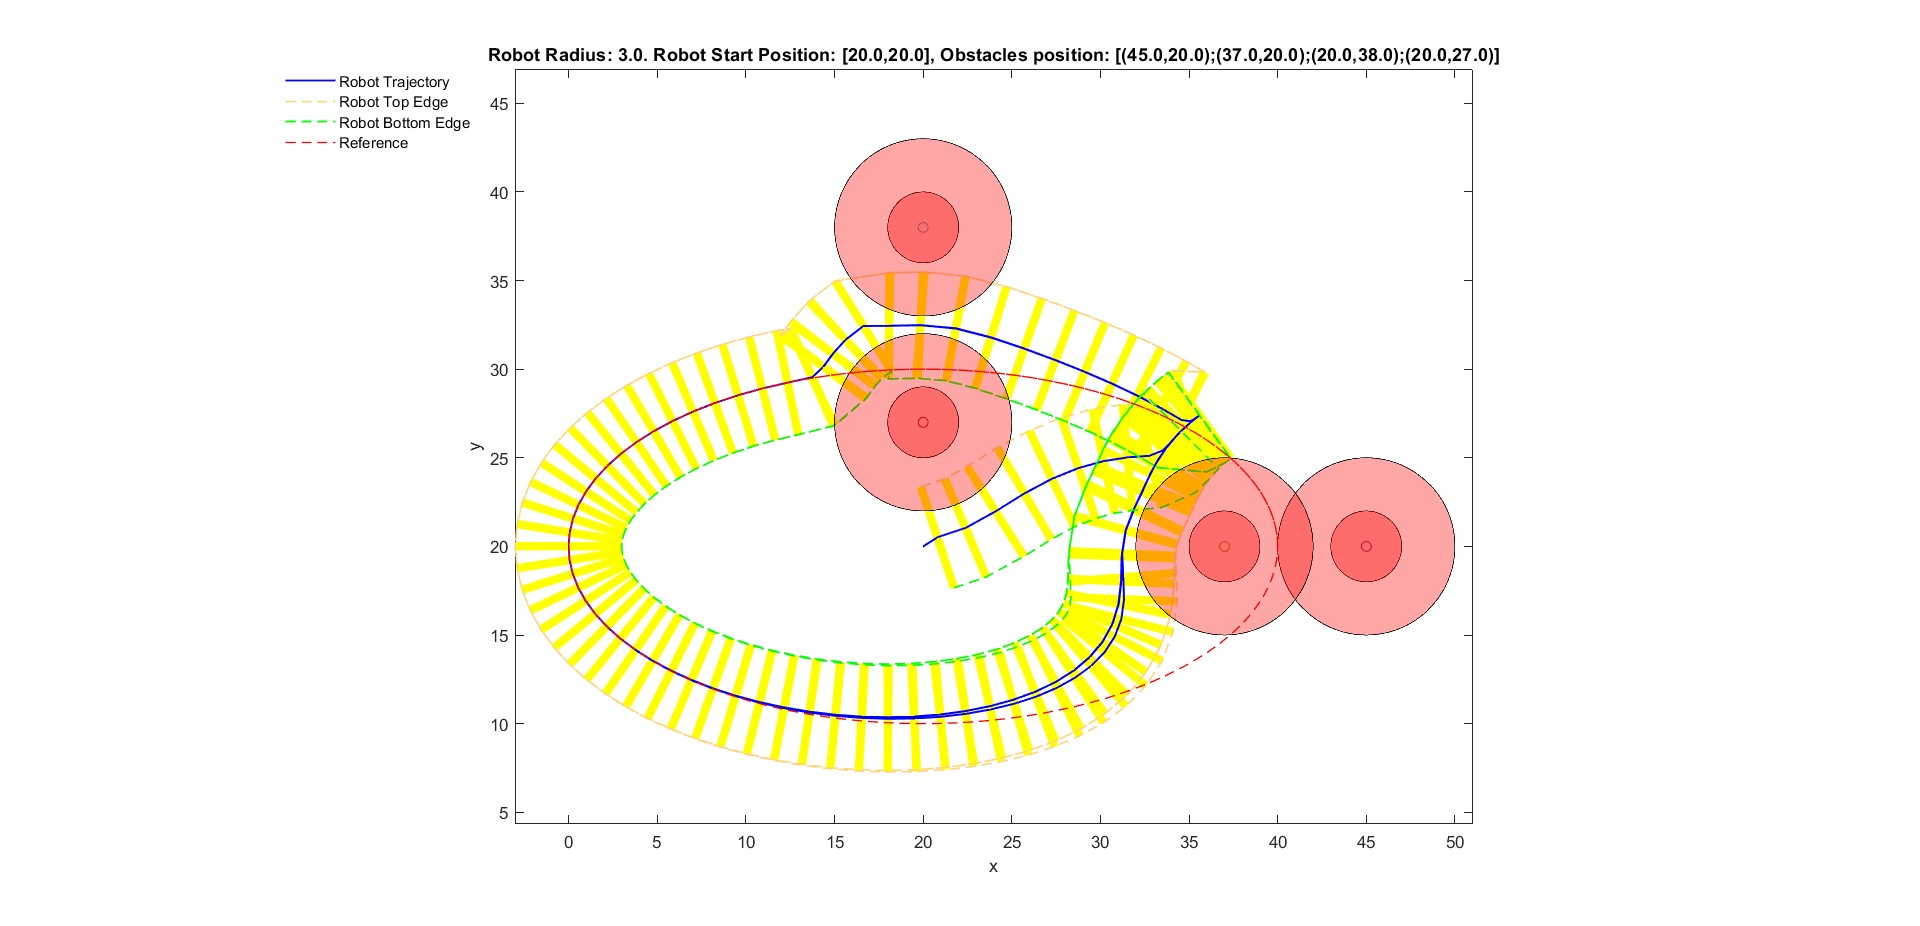 Robot Radius: 3.0. Robot Start Position: [20.0,20.0], Obstacles position: [(45.0,20.0);(37.0,20.0);(20.0,38.0);(20.0,27.0)]
Robot Trajectory
Robot Top Edge
Robot Bottom Edge
Reference
45
40
35
30
25
20
15
10
5
y
0 5 10 15 20 25 30 35 40 45 50
x